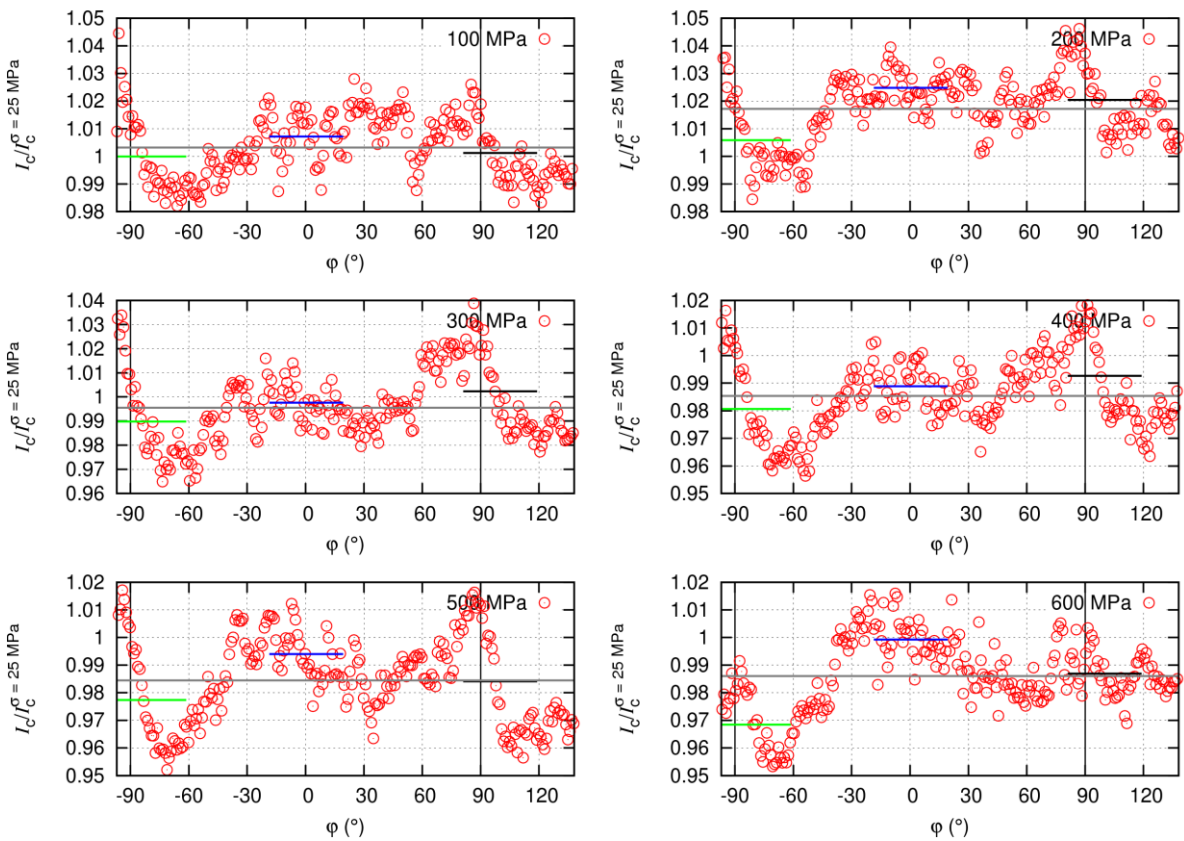 1.05
1.04
1.03
1.02
1.01
1
0.99
0.98
I_c/I_c^σ = 25 MPa
100 MPa
-90 -60 -30 0 30 60 90 120
φ (°)
1.05
1.04
1.03
1.02
1.01
1
0.99
0.98
I_c/I_c^σ = 25 MPa
200 MPa
-90 -60 -30 0 30 60 90 120
φ (°)
1.04
1.03
1.02
1.01
1
0.99
0.98
0.97
0.96
I_c/I_c^σ = 25 MPa
300 MPa
-90 -60 -30 0 30 60 90 120
φ (°)
1.02
1.01
1
0.99
0.98
0.97
0.96
0.95
I_c/I_c^σ = 25 MPa
400 MPa
-90 -60 -30 0 30 60 90 120
φ (°)
1.02
1.01
1
0.99
0.98
0.97
0.96
0.95
I_c/I_c^σ = 25 MPa
500 MPa
-90 -60 -30 0 30 60 90 120
φ (°)
1.02
1.01
1
0.99
0.98
0.97
0.96
0.95
I_c/I_c^σ = 25 MPa
600 MPa
-90 -60 -30 0 30 60 90 120
φ (°)